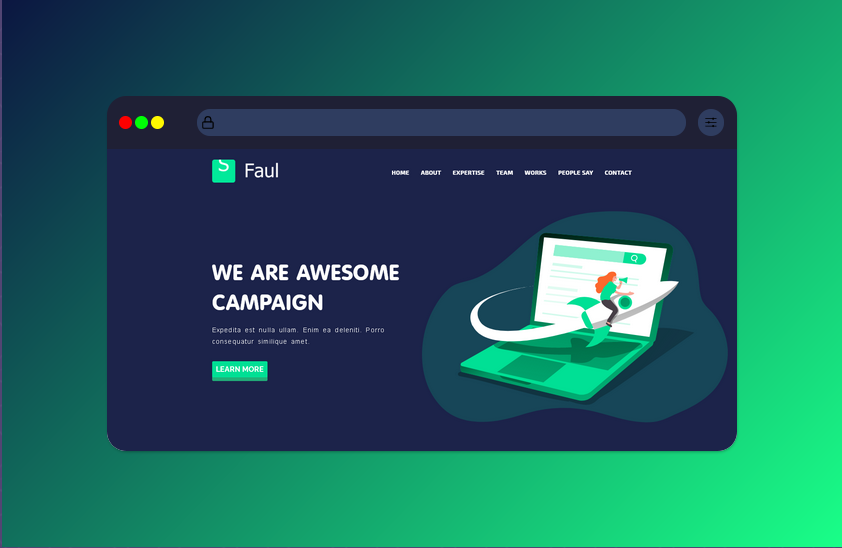 S Faul
HOME ABOUT EXPERTISE TEAM WORKS PEOPLE SAY CONTACT
WE ARE AWESOME
CAMPAIGN
Expedita est nulla ullam. Enim ea deleniti. Porro
consequatur similique amet.
LEARN MORE